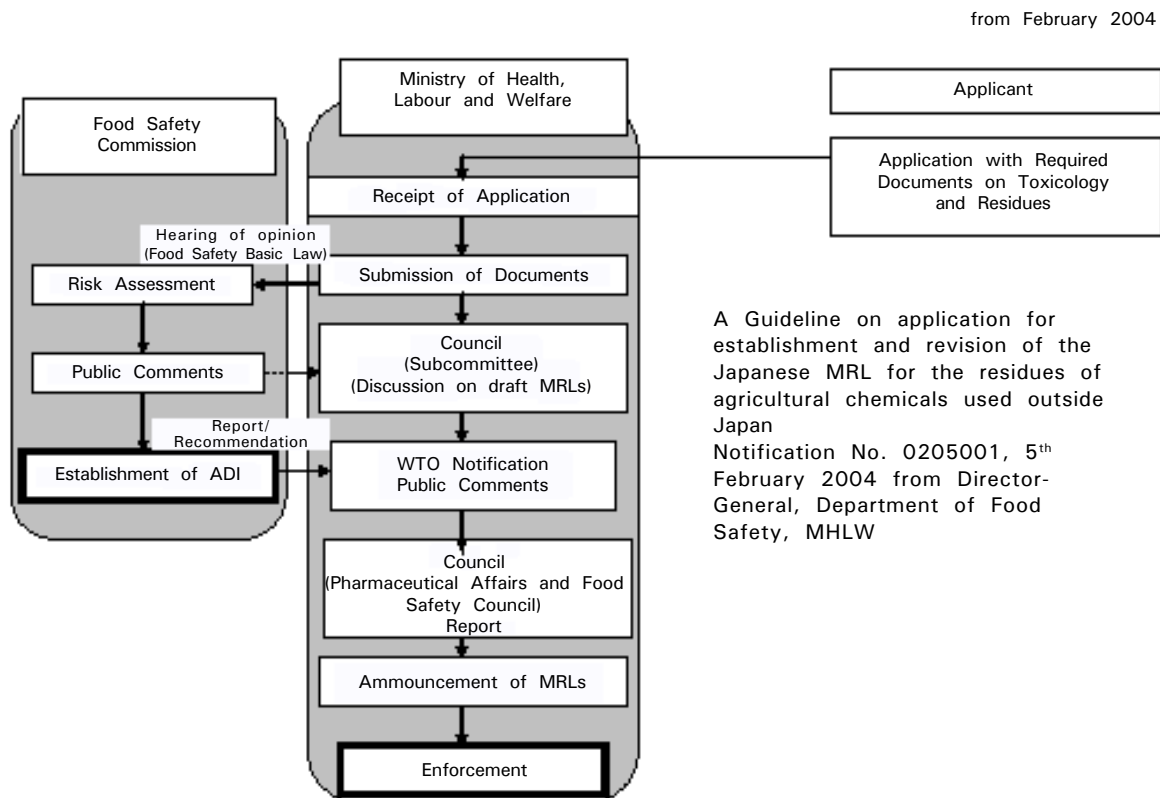 from February 2004
Ministry of Health,
Labour and Welfare
Applicant
Food Safety
Commission
Application with Required
Documents on Toxicology
and Residues
Receipt of Application
Hearing of opinion
(Food Safety Basic Law)
Submission of Documents
Risk Assessment
Council
(Subcommittee)
(Discussion on draft MRLs)
Public Comments
Report/
Recommendation
WTO Notification
Public Comments
Establishment of ADI
Council
(Pharmaceutical Affairs and Food
Safety Council)
Report
Ammouncement of MRLs
Enforcement
A Guideline on application for
establishment and revision of the
Japanese MRL for the residues of
agricultural chemicals used outside
Japan
Notification No. 0205001, 5th
February 2004 from Director-
General, Department of Food
Safety, MHLW